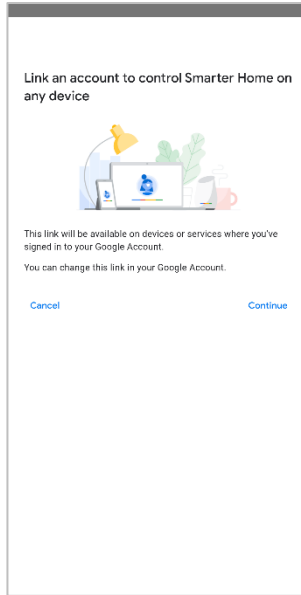 Link an account to control Smarter Home on
any device
This link will be available on devices or services where you've
signed in to your Google Account.
You can change this link in your Google Account.
Cancel
Continue